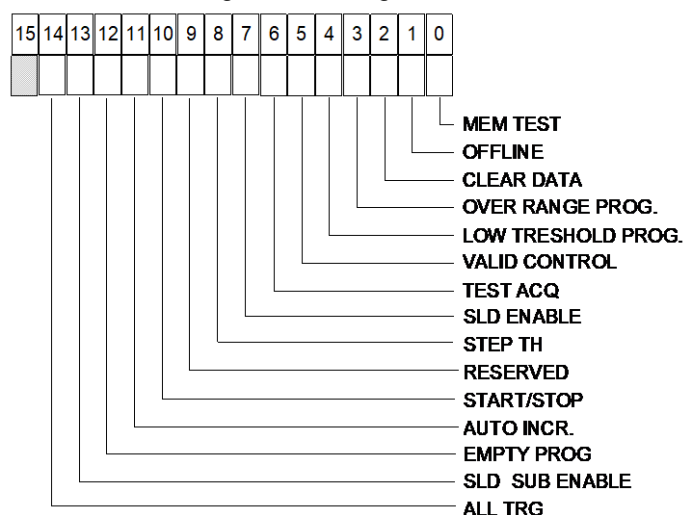 15 14 13 12 11 10 9 8 7 6 5 4 3 2 1 0
MEM TEST
OFFLINE
CLEAR DATA
OVER RANGE PROG.
LOW TRESHOLD PROG.
VALID CONTROL
TEST ACQ
SLD ENABLE
STEP TH
RESERVED
START/STOP
AUTO INCR.
EMPTY PROG
SLD SUB ENABLE
ALL TRG